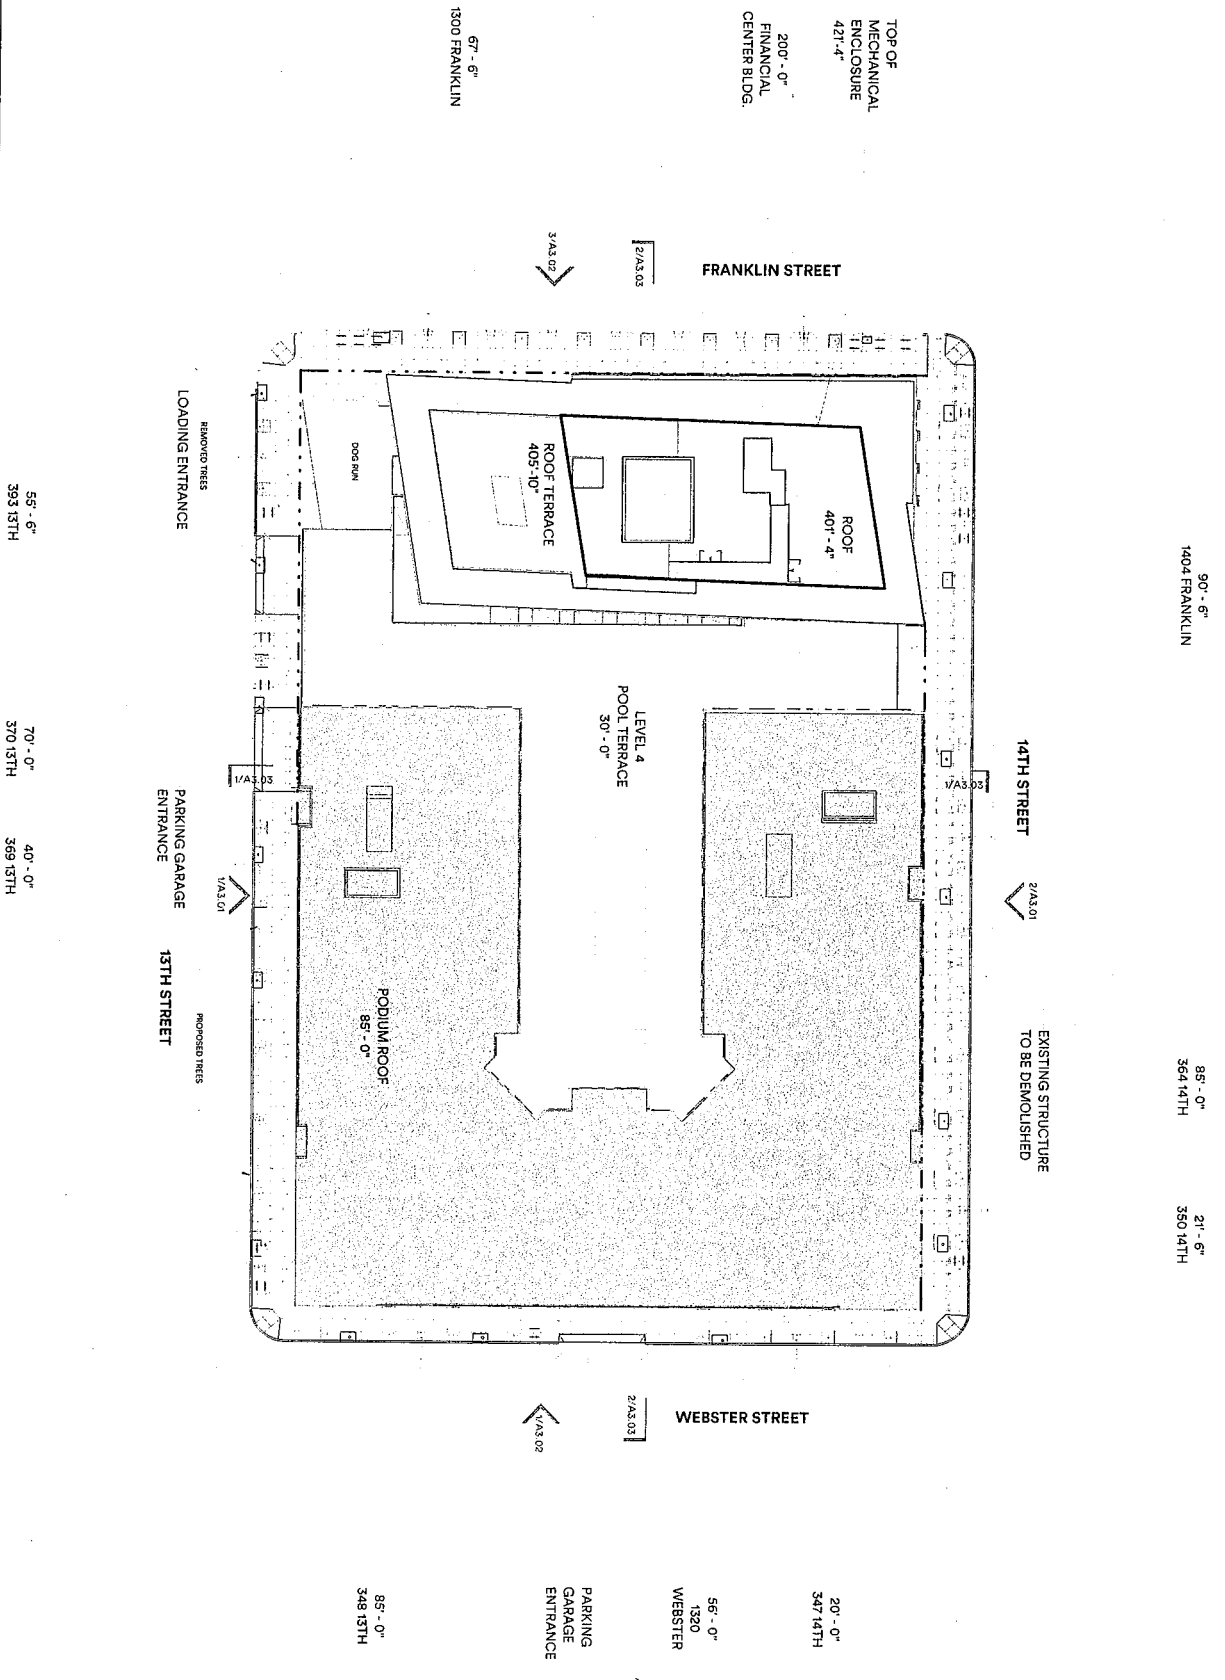 TOP OF
MECHANICAL
ENCLOSURE
421'-4"
200' - 0"
FINANCIAL
CENTER BLDG.
67' - 6"
1300 FRANKLIN
3/A3.02
2/A3.03
FRANKLIN STREET
REMOVED TREES
LOADING ENTRANCE
DOG RUN
ROOF TERRACE
405'-10"
ROOF
401' - 4"
55' - 6"
393 13TH
90' - 6"
1404 FRANKLIN
LEVEL 4
POOL TERRACE
30' - 0"
70' - 0"
370 13TH
1/A3.03
1/A3.03
14TH STREET
PARKING GARAGE
ENTRANCE
40' - 0"
369 13TH
1/A3.01
2/A3.01
13TH STREET
PROPOSED TREES
PODIUM ROOF
85' - 0"
EXISTING STRUCTURE
TO BE DEMOLISHED
85' - 0"
364 14TH
21' - 6"
350 14TH
1/A3.02
2/A3.03
WEBSTER STREET
85' - 0"
348 13TH
PARKING
GARAGE
ENTRANCE
56' - 0"
1320
WEBSTER
20' - 0"
347 14TH